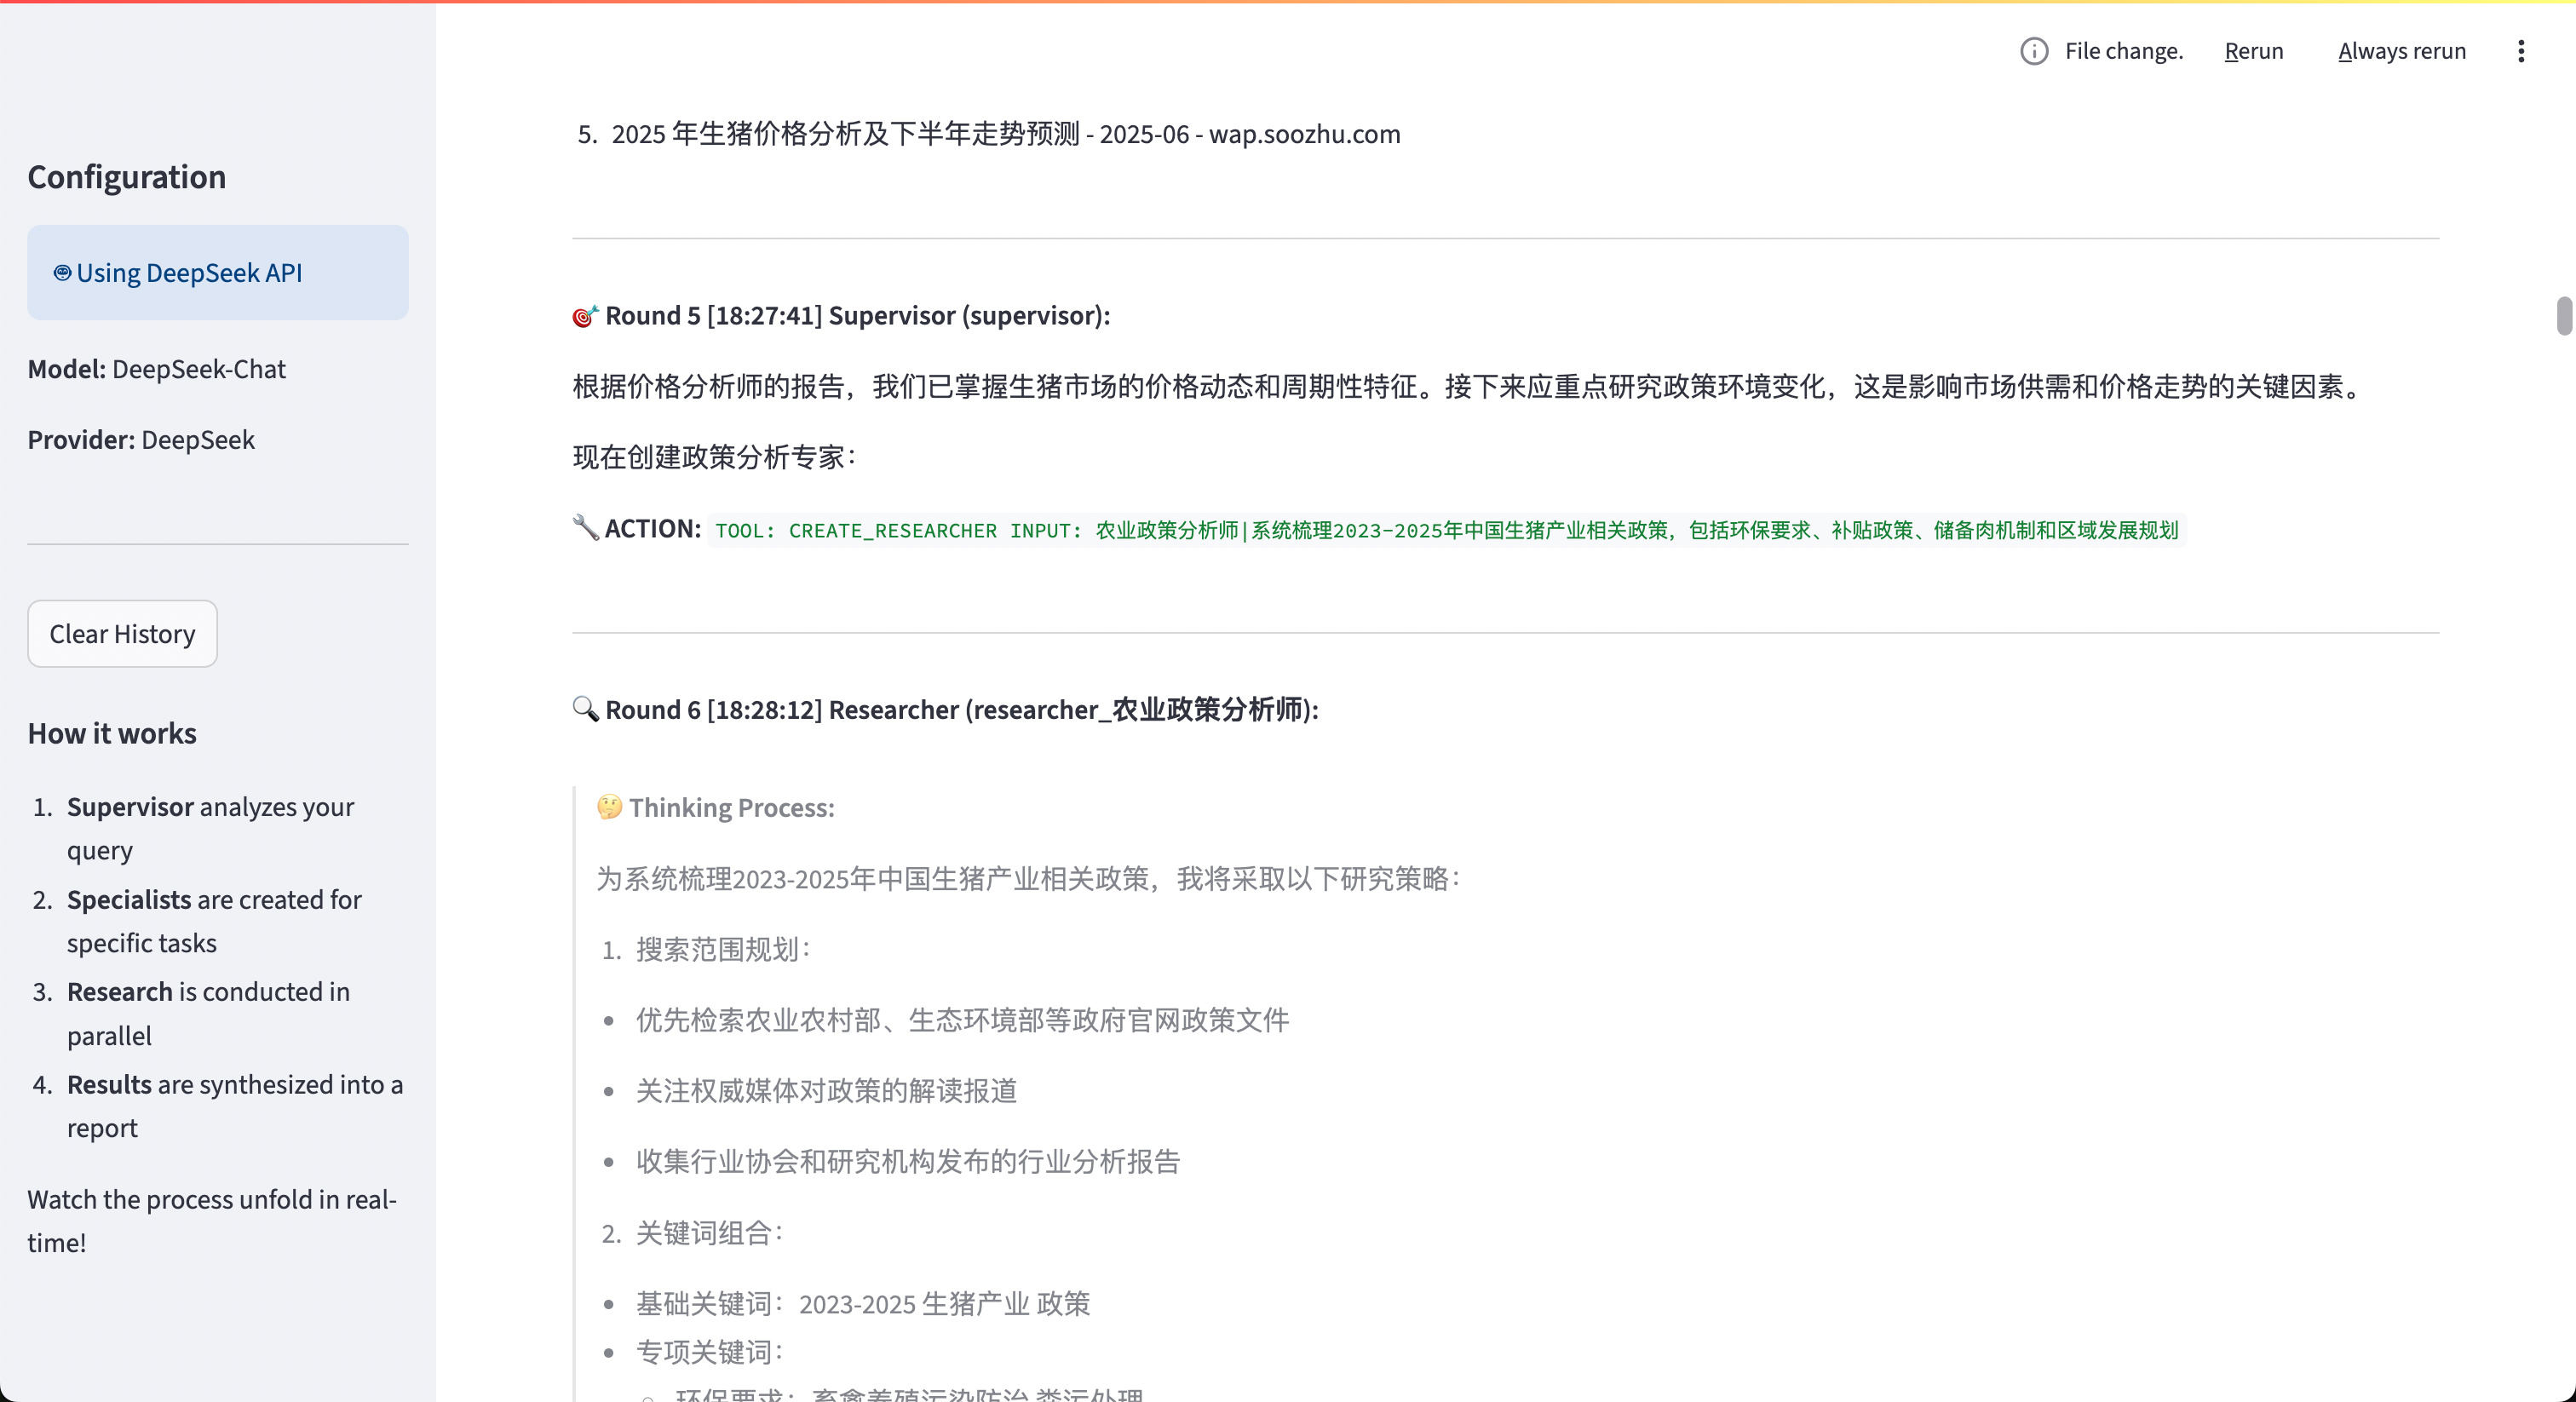 File change.
Rerun
Always rerun
Configuration
Using DeepSeek API
Model: DeepSeek-Chat
Provider: DeepSeek
Clear History
How it works
1. Supervisor analyzes your
query
2. Specialists are created for
specific tasks
3. Research is conducted in
parallel
4. Results are synthesized into a
report
Watch the process unfold in real-
time!
5. 2025 年生猪价格分析及下半年走势预测 - 2025-06 - wap.soozhu.com
🎯 Round 5 [18:27:41] Supervisor (supervisor):
根据价格分析师的报告，我们已掌握生猪市场的价格动态和周期性特征。接下来应重点研究政策环境变化，这是影响市场供需和价格走势的关键因素。
现在创建政策分析专家：
🔧 ACTION: TOOL: CREATE_RESEARCHER INPUT: 农业政策分析师|系统梳理2023-2025年中国生猪产业相关政策，包括环保要求、补贴政策、储备肉机制和区域发展规划
🔍 Round 6 [18:28:12] Researcher (researcher_农业政策分析师):
🤔 Thinking Process:
为系统梳理2023-2025年中国生猪产业相关政策，我将采取以下研究策略：
1. 搜索范围规划：
• 优先检索农业农村部、生态环境部等政府官网政策文件
• 关注权威媒体对政策的解读报道
• 收集行业协会和研究机构发布的行业分析报告
2. 关键词组合：
• 基础关键词：2023-2025 生猪产业 政策
• 专项关键词：
○ 环保要求：畜禽养殖污染防治 粪污处理